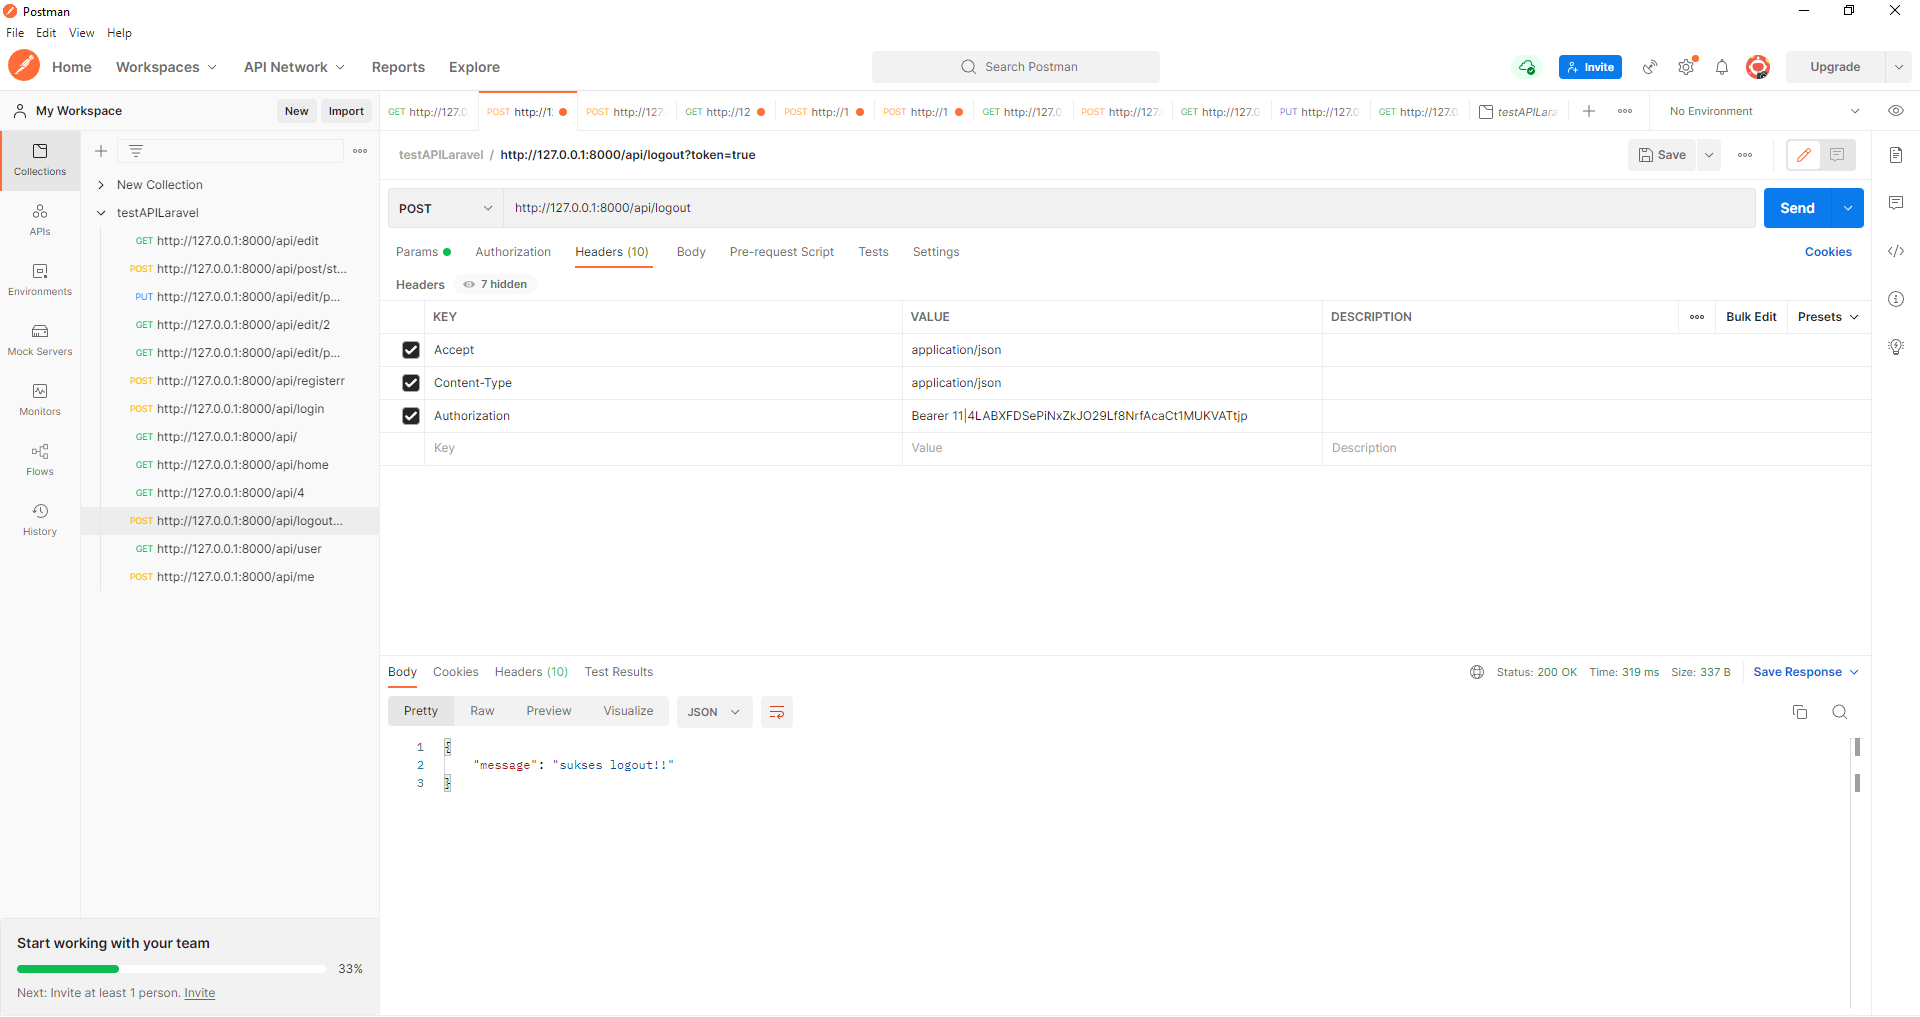 Postman
File Edit View Help
Home Workspaces API Network Reports Explore Search Postman Invite Upgrade
My Workspace New Import
GET http://127.0 POST http://1 POST http://127. GET http://12 POST http://1 POST http://1 GET http://127.0. POST http://127. GET http://127.0. PUT http://127.0. GET http://127.0 testAPILara No Environment
Collections
APIs
Environments
Mock Servers
Monitors
Flows
History
New Collection
testAPILaravel
GET http://127.0.0.1:8000/api/edit
POST http://127.0.0.1:8000/api/post/st...
PUT http://127.0.0.1:8000/api/edit/p...
GET http://127.0.0.1:8000/api/edit/2
GET http://127.0.0.1:8000/api/edit/p...
POST http://127.0.0.1:8000/api/registerr
POST http://127.0.0.1:8000/api/login
GET http://127.0.0.1:8000/api/
GET http://127.0.0.1:8000/api/home
GET http://127.0.0.1:8000/api/4
POST http://127.0.0.1:8000/api/logout...
GET http://127.0.0.1:8000/api/user
POST http://127.0.0.1:8000/api/me
Start working with your team
33%
Next: Invite at least 1 person. Invite
testAPILaravel / http://127.0.0.1:8000/api/logout?token=true Save
POST http://127.0.0.1:8000/api/logout Send
Params Authorization Headers (10) Body Pre-request Script Tests Settings Cookies
Headers 7 hidden
KEY VALUE DESCRIPTION Bulk Edit Presets
Accept application/json
Content-Type application/json
Authorization Bearer 11|4LABXFDSePiNxZkJO29Lf8NrfAcaCt1MUKVATtjp
Key Value Description
Body Cookies Headers (10) Test Results Status: 200 OK Time: 319 ms Size: 337 B Save Response
Pretty Raw Preview Visualize JSON
1 {
2 "message": "sukses logout!!"
3 }